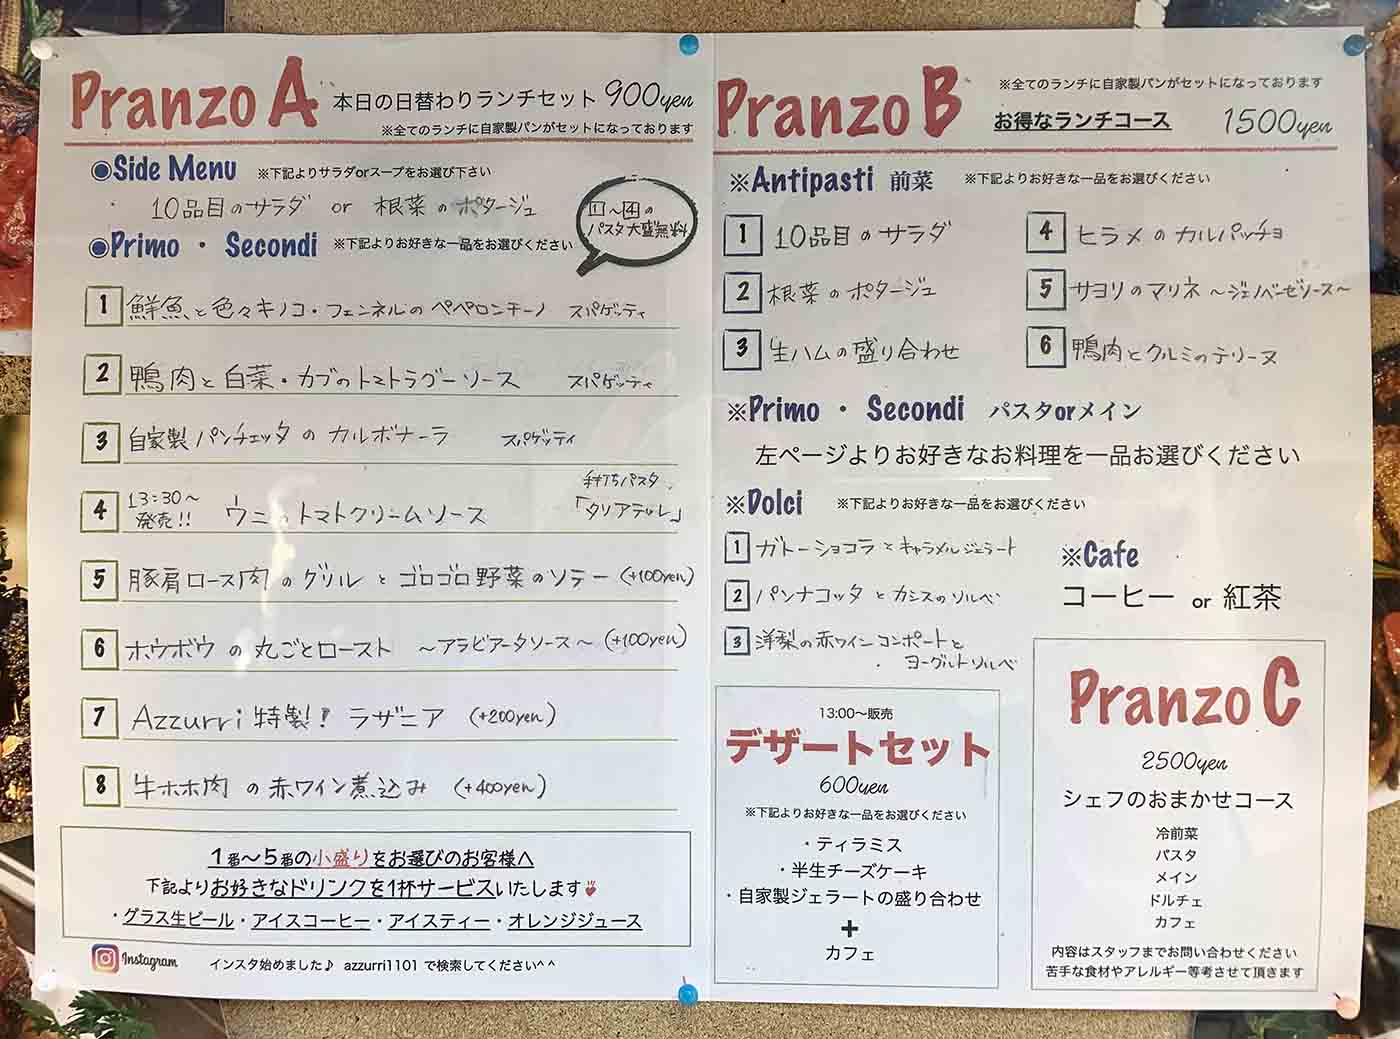 Pranzo A 本日の日替わりランチセット 900yen
※全てのランチに自家製パンがセットになっております
◉Side Menu ※下記よりサラダorスープをお選び下さい
・10品目のサラダ or 根菜のポタージュ
1～4の
パスタ大盛無料
◉Primo ・ Secondi ※下記よりお好きな一品をお選びください
1 鮮魚と色々キノコ・フェンネルのペペロンチーノ スパゲッティ
2 鴨肉と白菜・カブのトマトラグーソース スパゲッティ
3 自家製パンチェッタのカルボナーラ スパゲッティ
4 13:30～発売!! ウニのトマトクリームソース 手打ちパスタ「タリアテッレ」
5 豚肩ロース肉のグリルとゴロゴロ野菜のソテー (+100yen)
6 ホウボウの丸ごとロースト ～アラビアータソース～ (+100yen)
7 Azzurri特製! ラザニア (+200yen)
8 牛ホホ肉の赤ワイン煮込み (+400yen)
1番～5番の小盛りをお選びのお客様へ
下記よりお好きなドリンクを1杯サービスいたします
・グラス生ビール・アイスコーヒー・アイスティー・オレンジジュース
Instagram インスタ始めました♪ azzurri1101 で検索してください^ ^
Pranzo B ※全てのランチに自家製パンがセットになっております
お得なランチコース 1500yen
※Antipasti 前菜 ※下記よりお好きな一品をお選びください
1 10品目のサラダ
2 根菜のポタージュ
3 生ハムの盛り合わせ
4 ヒラメのカルパッチョ
5 サヨリのマリネ ～ジェノベーゼソース～
6 鴨肉とクルミのテリーヌ
※Primo ・ Secondi パスタorメイン
左ページよりお好きなお料理を一品お選びください
※Dolci ※下記よりお好きな一品をお選びください
1 ガトーショコラとキャラメルジェラート
2 パンナコッタとカシスのソルベ
3 洋梨の赤ワインコンポートと
ヨーグルトソルベ
※Cafe
コーヒー or 紅茶
13:00～販売
デザートセット
600yen
※下記よりお好きな一品をお選びください
・ティラミス
・半生チーズケーキ
・自家製ジェラートの盛り合わせ
+
カフェ
Pranzo C
2500yen
シェフのおまかせコース
冷前菜
パスタ
メイン
ドルチェ
カフェ
内容はスタッフまでお問い合わせください
苦手な食材やアレルギー等考させて頂きます